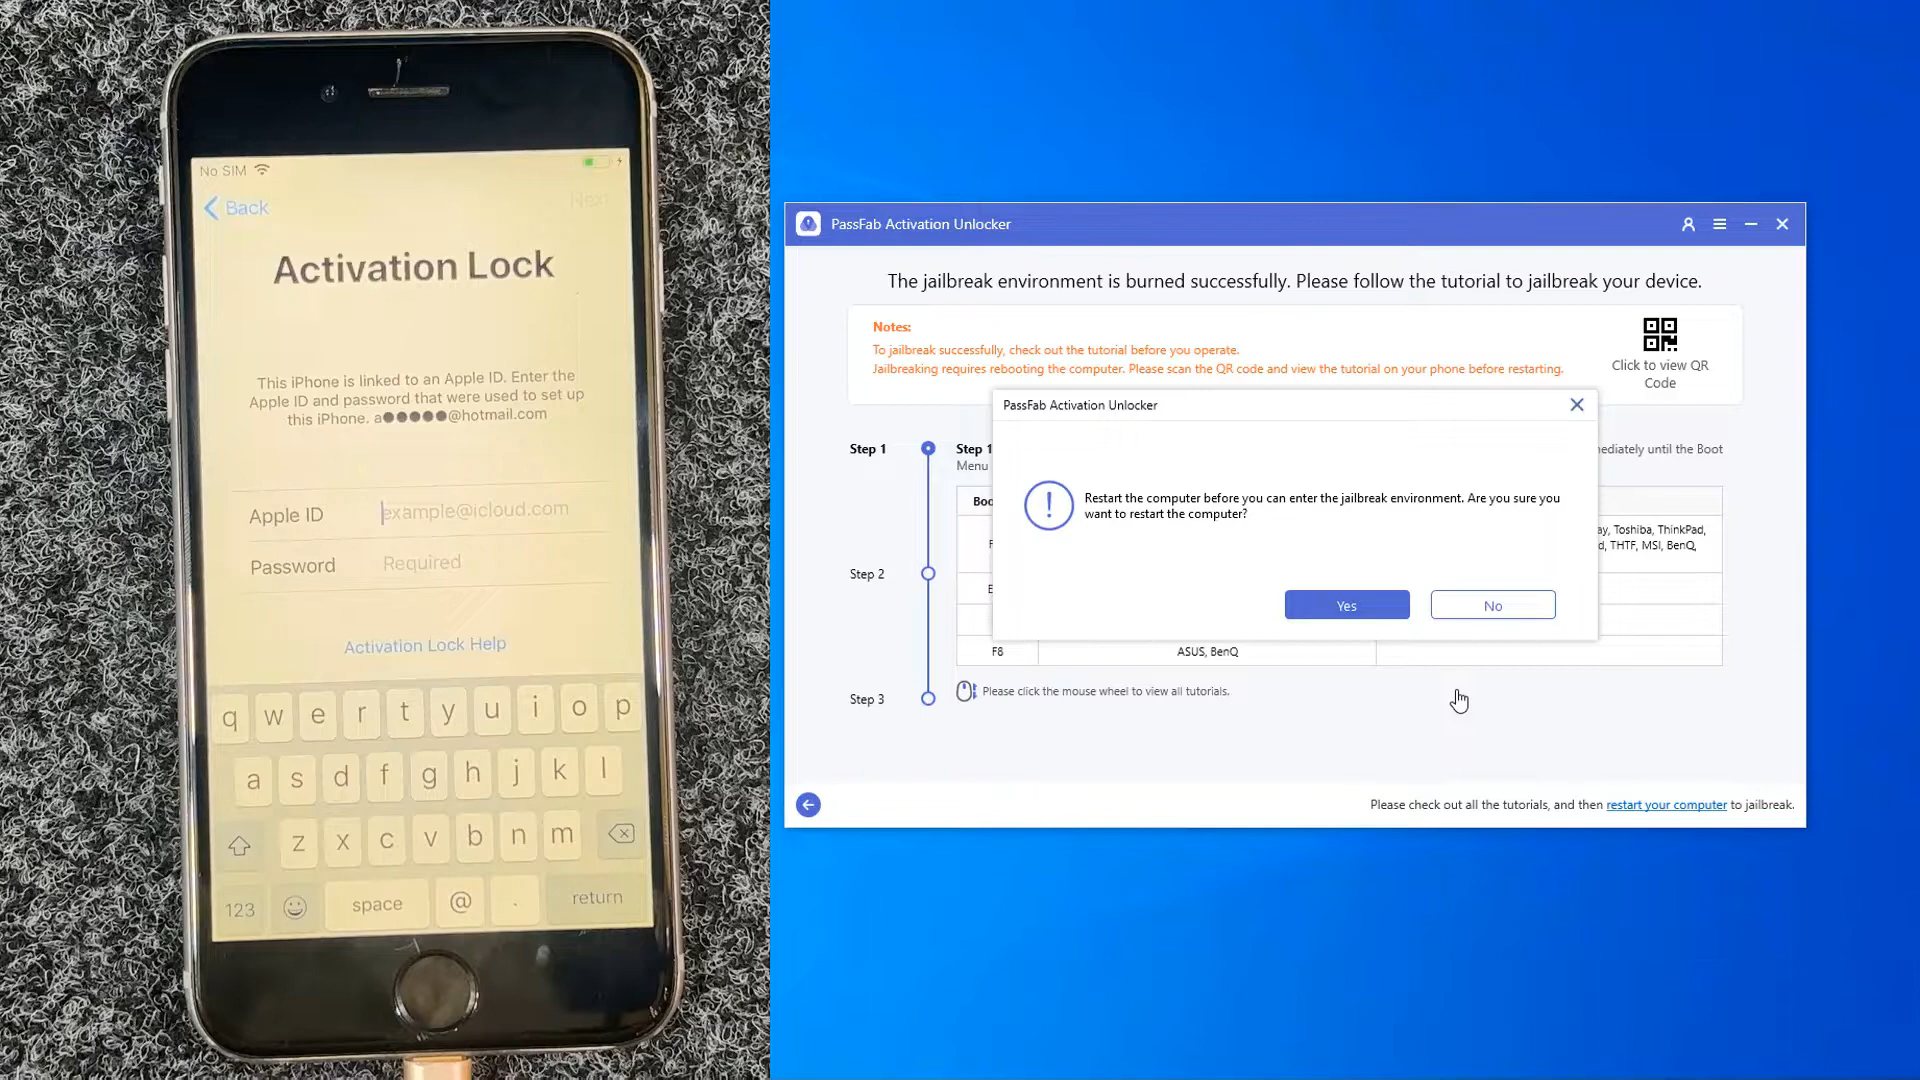 No SIM
Back
Next
Activation Lock
This iPhone is linked to an Apple ID. Enter the
Apple ID and password that were used to set up
this iPhone. a●●●●●@hotmail.com
Apple ID example@icloud.com
Password Required
Activation Lock Help
q w e r t y u i o p
a s d f g h j k l
z x c v b n m
123 space @ . return
PassFab Activation Unlocker
The jailbreak environment is burned successfully. Please follow the tutorial to jailbreak your device.
Notes:
To jailbreak successfully, check out the tutorial before you operate.
Jailbreaking requires rebooting the computer. Please scan the QR code and view the tutorial on your phone before restarting.
Click to view QR
Code
PassFab Activation Unlocker
Restart the computer before you can enter the jailbreak environment. Are you sure you
want to restart the computer?
Yes
No
Step 1
Step 1
Boot
Menu
Toshiba, ThinkPad,
THTF, MSI, BenQ,
Step 2
F8
ASUS, BenQ
Step 3
Please click the mouse wheel to view all tutorials.
Please check out all the tutorials, and then restart your computer to jailbreak.